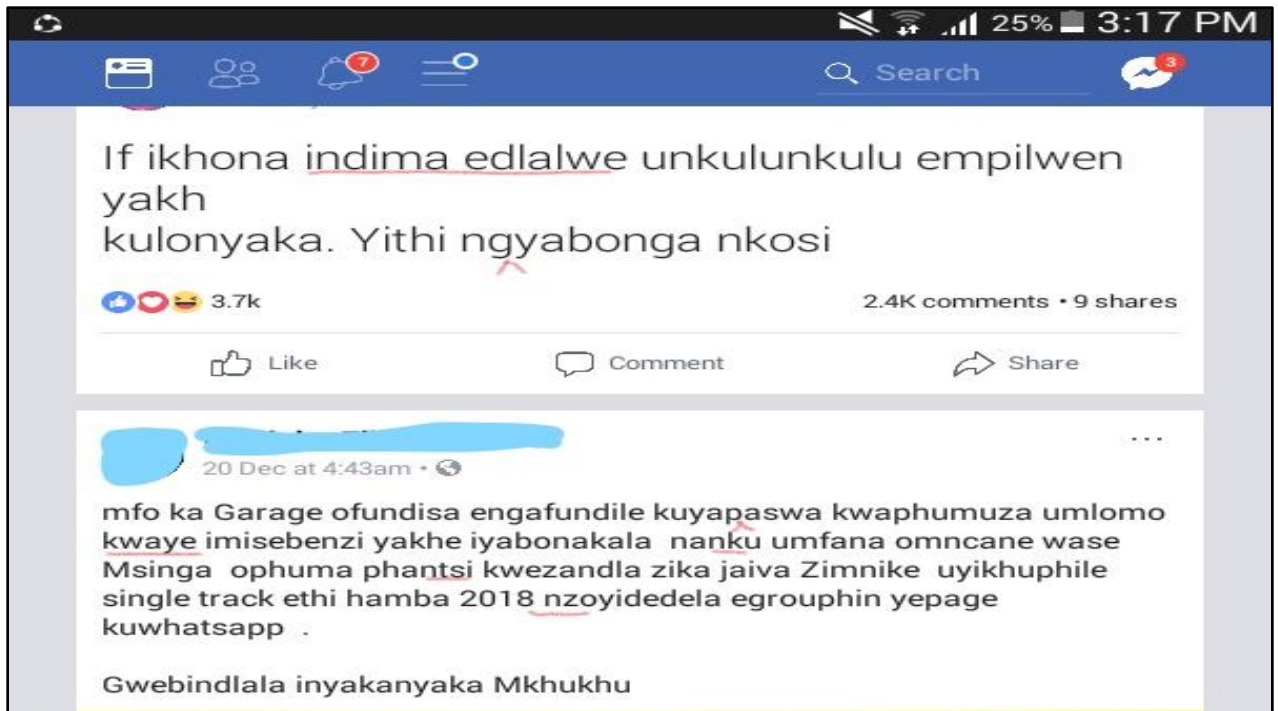 25% 3:17 PM
7 Search 3
If ikhona indima edlalwe unkulunkulu empilwen
yakh
kulonyaka. Yithi ngyabonga nkosi
3.7k 2.4K comments • 9 shares
Like Comment Share
...
20 Dec at 4:43am •
mfo ka Garage ofundisa engafundile kuyapaswa kwaphumuza umlomo
kwaye imisebenzi yakhe iyabonakala nanku umfana omncane wase
Msinga ophuma phantsi kwezandla zika jaiva Zimnike uyikhuphile
single track ethi hamba 2018 nzoyidedela egrouphin yepage
kuwhatsapp .
Gwebindlala inyakanyaka Mkhukhu